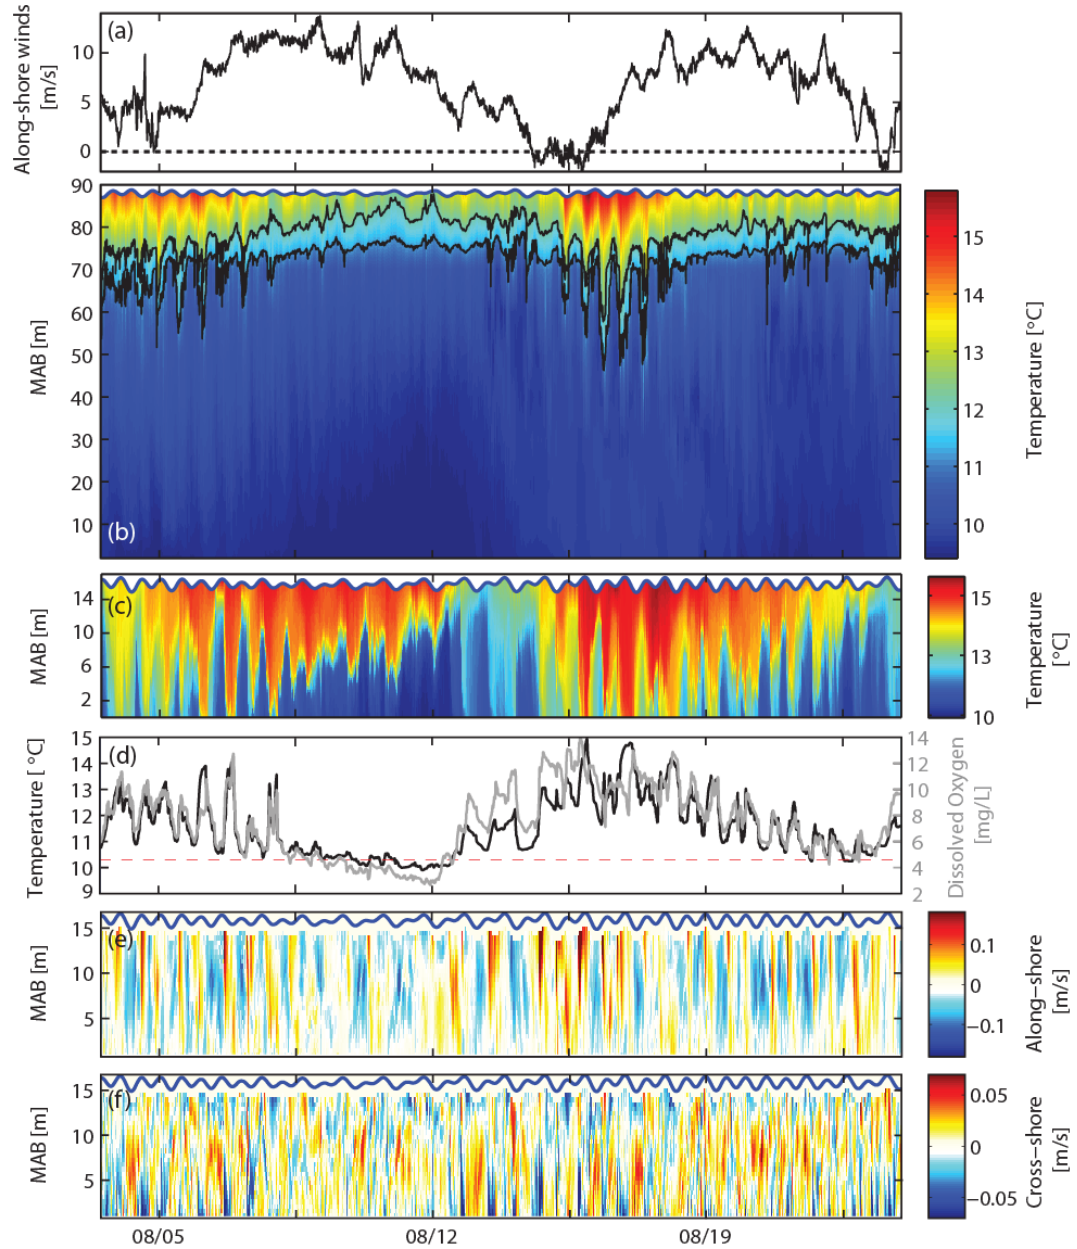 (a)
Along-shore winds
[m/s]
10
5
0
90
80
70
60
50
40
30
20
10
MAB [m]
(b)
15
14
13
12
11
10
Temperature [°C]
(c)
14
10
6
2
MAB [m]
15
13
10
Temperature
[°C]
(d)
15
14
13
12
11
10
9
Temperature [ °C]
14
12
10
8
6
4
2
Dissolved Oxygen
[mg/L]
(e)
15
10
5
MAB [m]
0.1
0
−0.1
Along−shore
[m/s]
(f)
15
10
5
MAB [m]
0.05
0
−0.05
Cross−shore
[m/s]
08/05
08/12
08/19